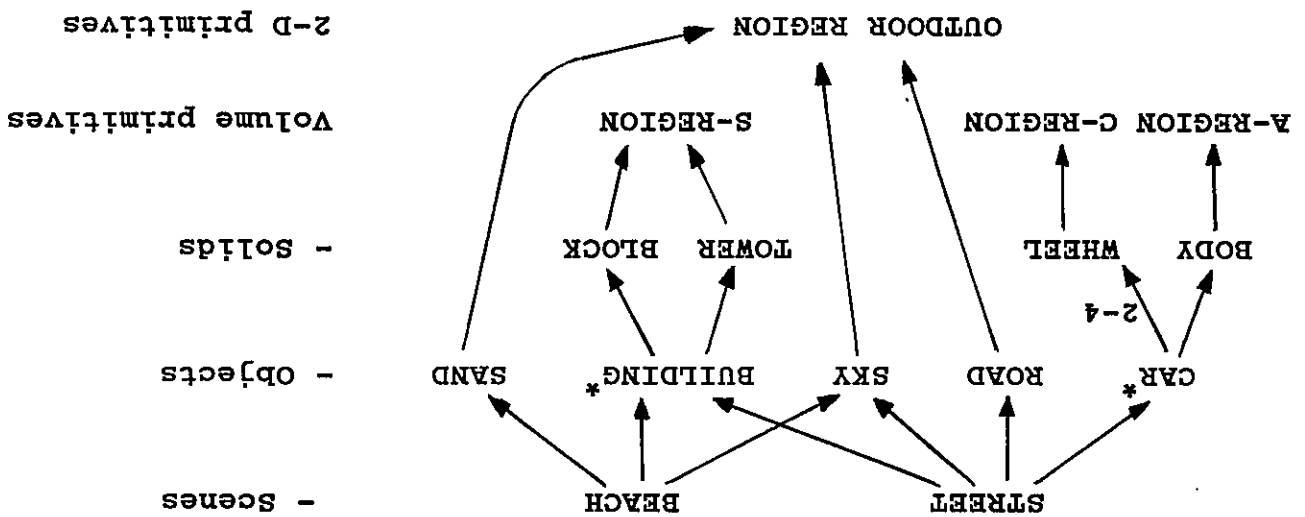 - Scenes STREET BEACH
- Objects CAR* ROAD SKY BUILDING* SAND
2-4
- Solids BODY WHEEL TOWER BLOCK
Volume primitives A-REGION C-REGION S-REGION
2-D primitives OUTDOOR REGION